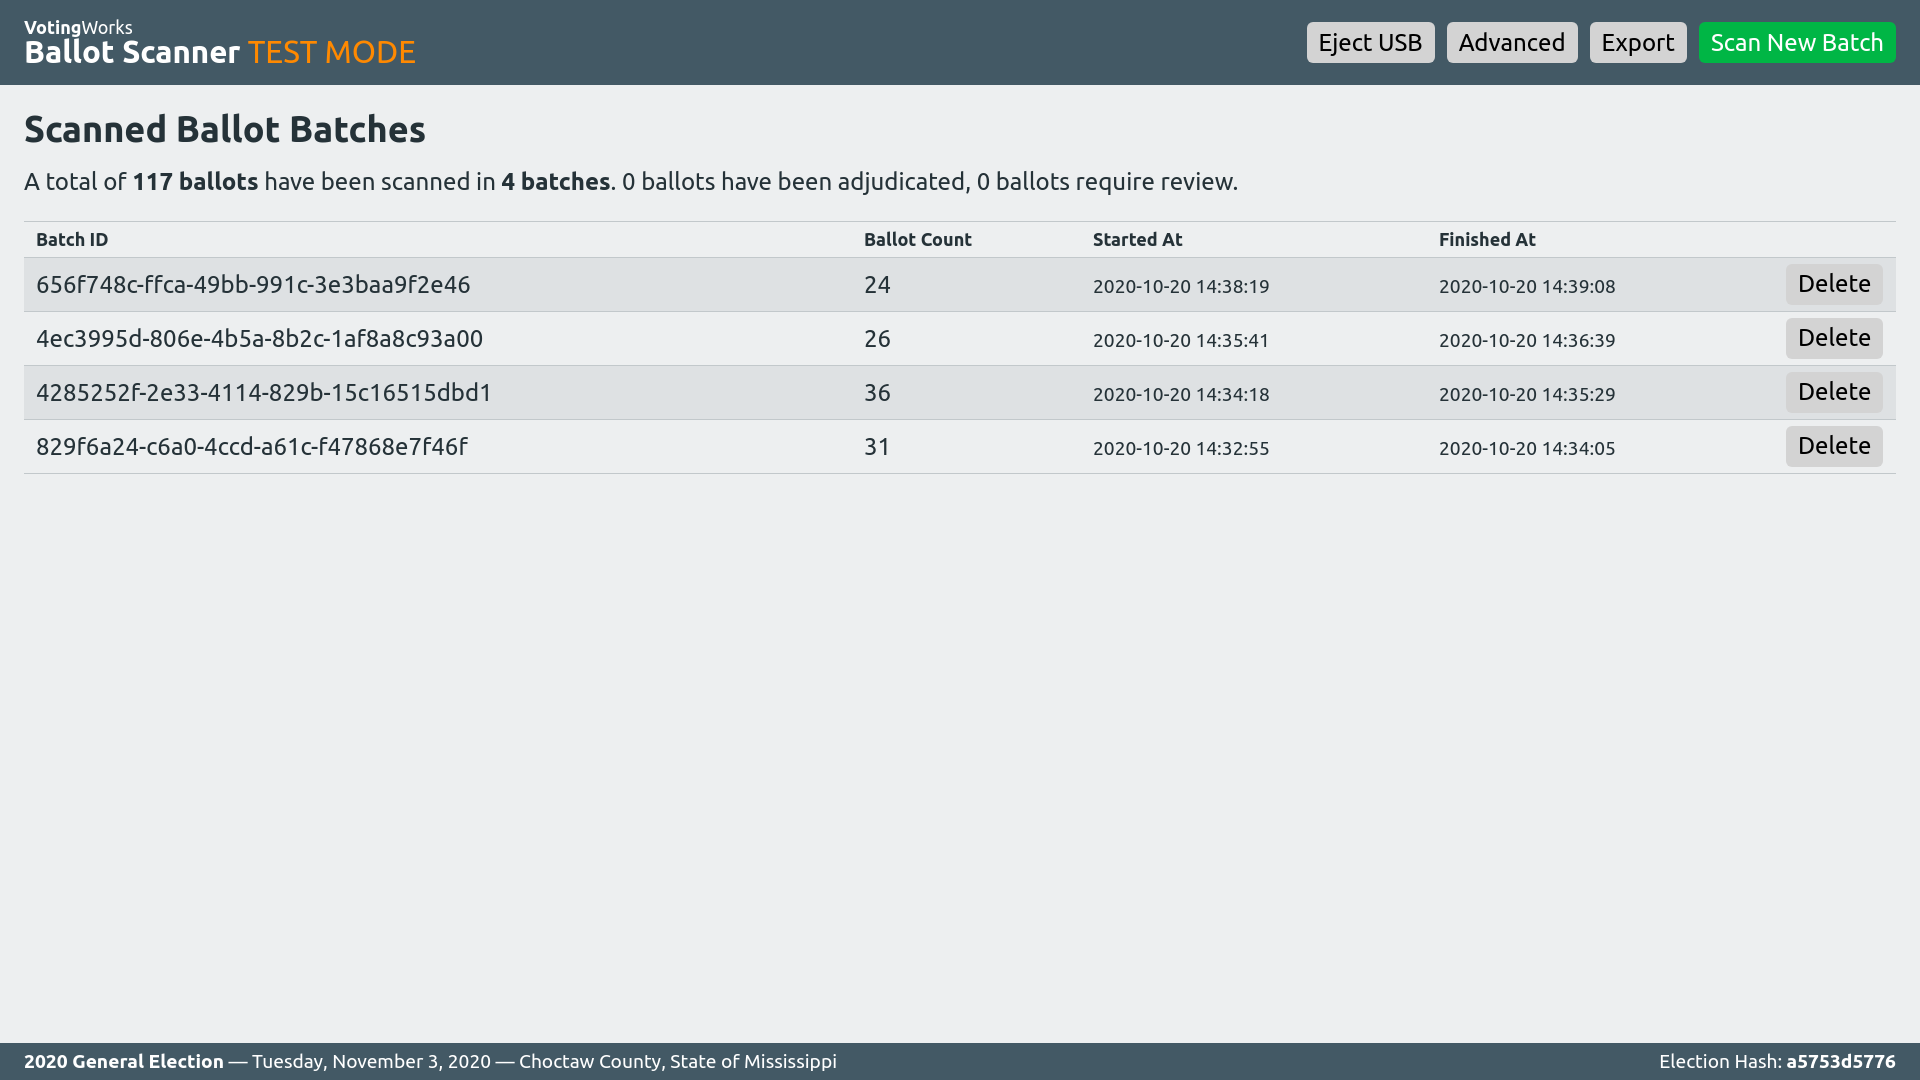 VotingWorks
Ballot Scanner TEST MODE
Eject USB Advanced Export Scan New Batch
Scanned Ballot Batches
A total of 117 ballots have been scanned in 4 batches. 0 ballots have been adjudicated, 0 ballots require review.
Batch ID Ballot Count Started At Finished At
656f748c-ffca-49bb-991c-3e3baa9f2e46 24 2020-10-20 14:38:19 2020-10-20 14:39:08 Delete
4ec3995d-806e-4b5a-8b2c-1af8a8c93a00 26 2020-10-20 14:35:41 2020-10-20 14:36:39 Delete
4285252f-2e33-4114-829b-15c16515dbd1 36 2020-10-20 14:34:18 2020-10-20 14:35:29 Delete
829f6a24-c6a0-4ccd-a61c-f47868e7f46f 31 2020-10-20 14:32:55 2020-10-20 14:34:05 Delete
2020 General Election — Tuesday, November 3, 2020 — Choctaw County, State of Mississippi Election Hash: a5753d5776